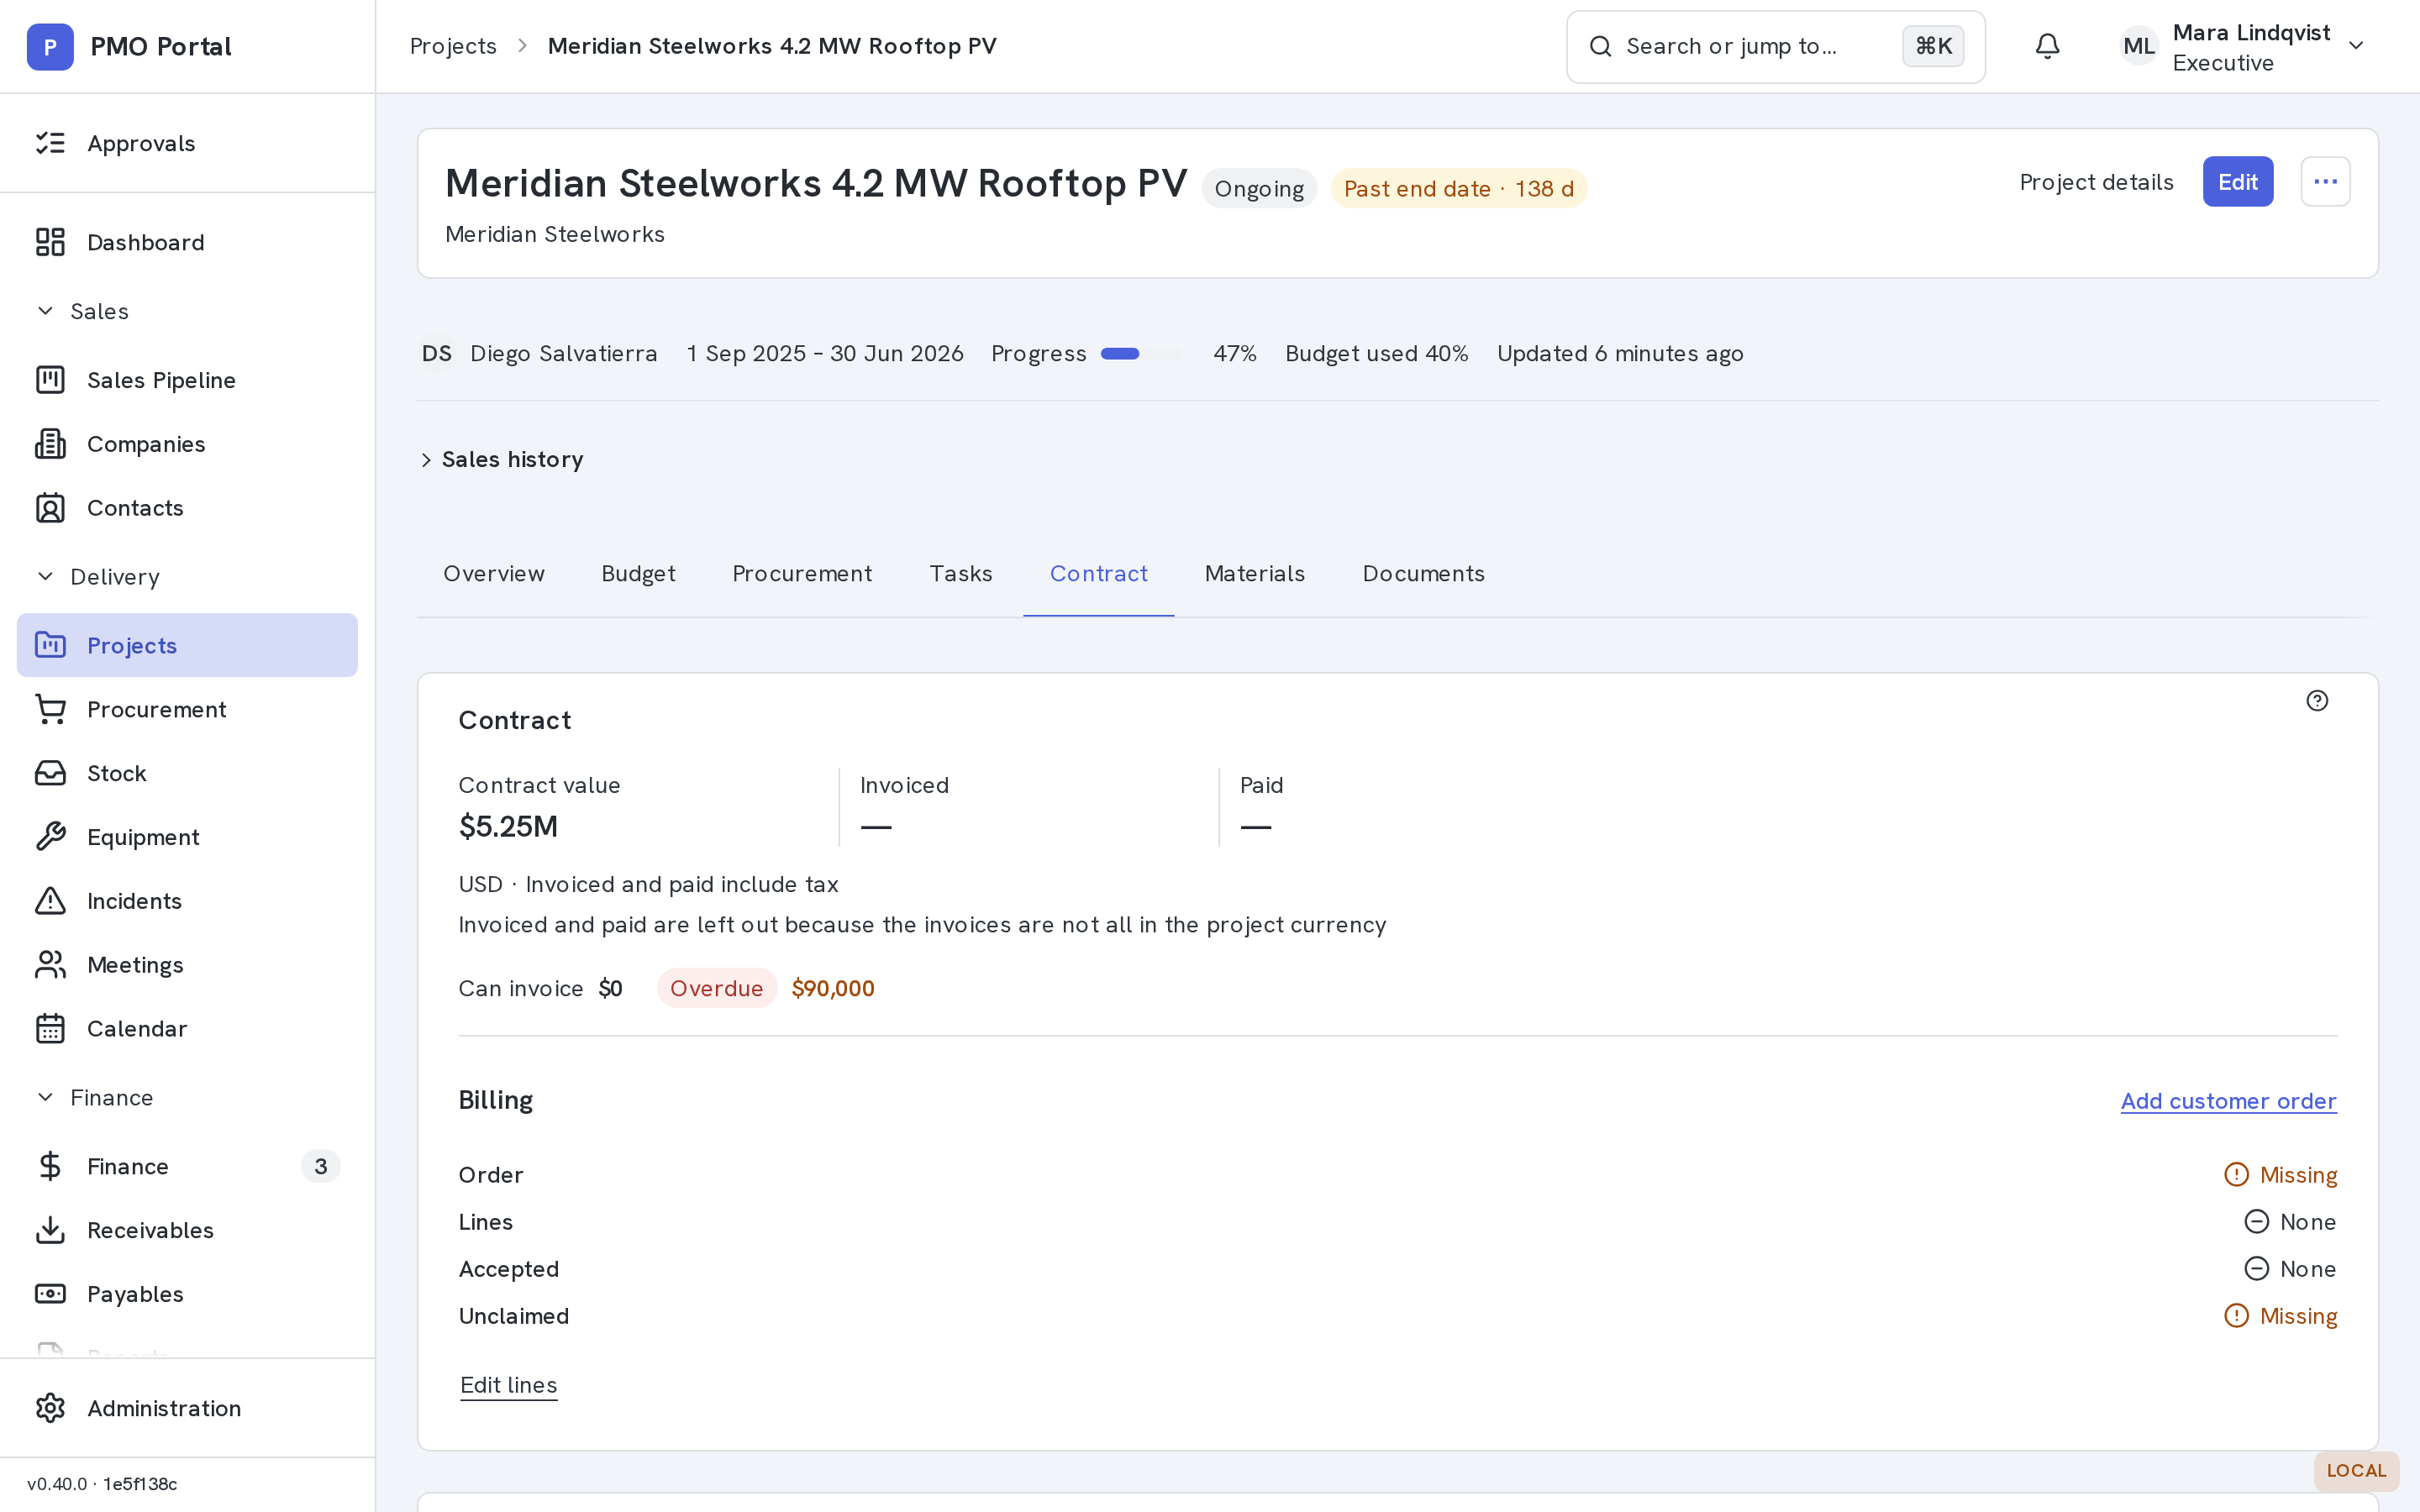 P PMO Portal
Projects > Meridian Steelworks 4.2 MW Rooftop PV
Search or jump to...
⌘K
ML
Mara Lindqvist
Executive
Approvals
Dashboard
Sales
Sales Pipeline
Companies
Contacts
Delivery
Projects
Procurement
Stock
Equipment
Incidents
Meetings
Calendar
Finance
Finance 3
Receivables
Payables
Reports
Administration
v0.40.0 · 1e5f138c
Meridian Steelworks 4.2 MW Rooftop PV Ongoing Past end date · 138 d
Project details Edit
Meridian Steelworks
DS Diego Salvatierra 1 Sep 2025 – 30 Jun 2026 Progress 47% Budget used 40% Updated 6 minutes ago
Sales history
Overview Budget Procurement Tasks Contract Materials Documents
Contract
Contract value Invoiced Paid
$5.25M — —
USD · Invoiced and paid include tax
Invoiced and paid are left out because the invoices are not all in the project currency
Can invoice $0 Overdue $90,000
Billing Add customer order
Order Missing
Lines None
Accepted None
Unclaimed Missing
Edit lines
LOCAL